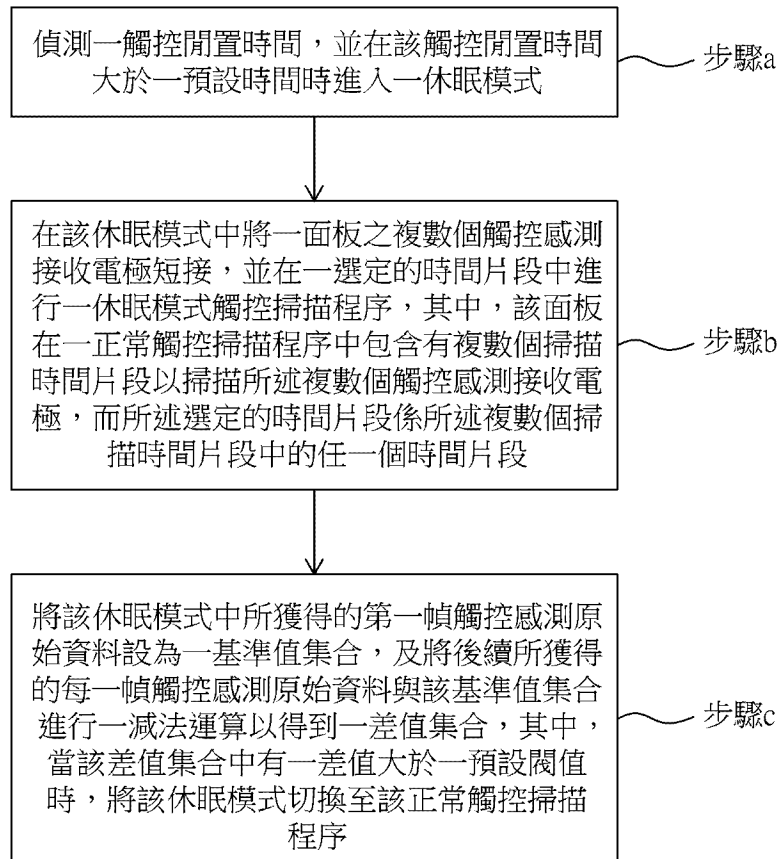 偵測一觸控閒置時間，並在該觸控閒置時間
大於一預設時間時進入一休眠模式
步驟a
在該休眠模式中將一面板之複數個觸控感測
接收電極短接，並在一選定的時間片段中進
行一休眠模式觸控掃描程序，其中，該面板
在一正常觸控掃描程序中包含有複數個掃描
時間片段以掃描所述複數個觸控感測接收電
極，而所述選定的時間片段係所述複數個掃
描時間片段中的任一個時間片段
步驟b
將該休眠模式中所獲得的第一幀觸控感測原
始資料設為一基準值集合，及將後續所獲得
的每一幀觸控感測原始資料與該基準值集合
進行一減法運算以得到一差值集合，其中，
當該差值集合中有一差值大於一預設閥值
時，將該休眠模式切換至該正常觸控掃描
程序
步驟c